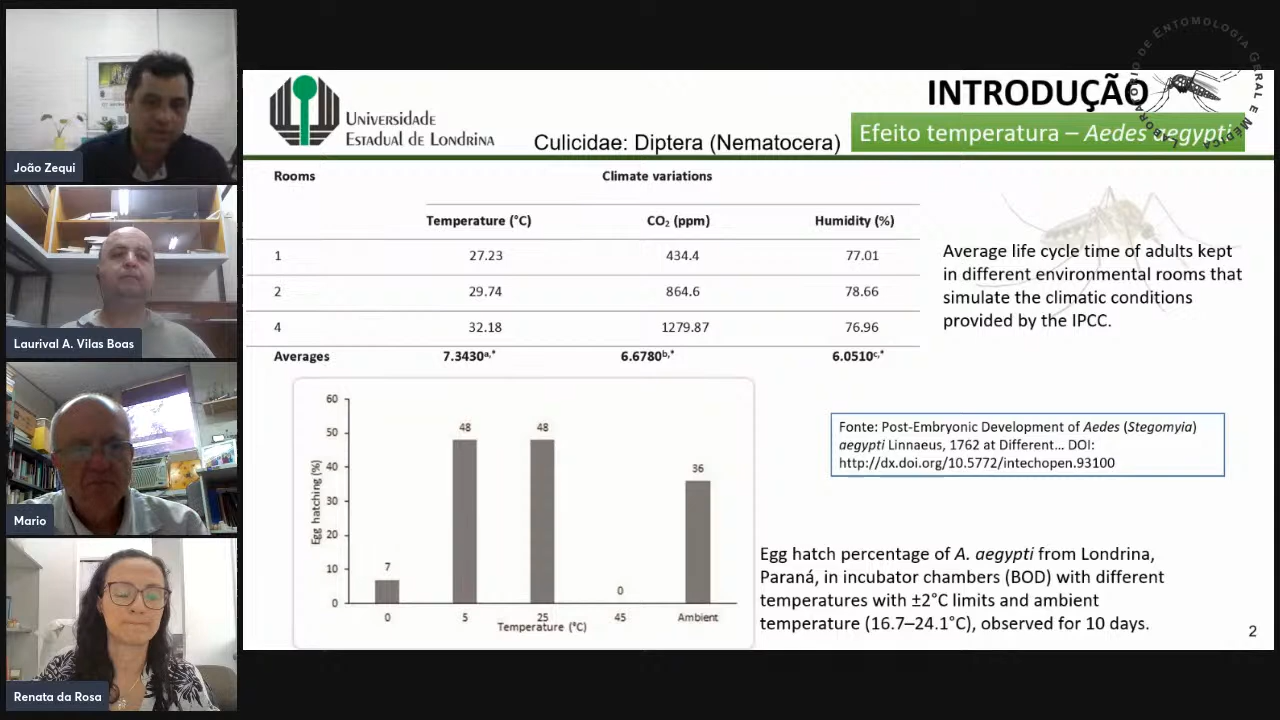 João Zequi
Laurival A. Vilas Boas
Mario
Renata da Rosa
Universidade
Estadual de Londrina
Culicidae: Diptera (Nematocera)
INTRODUÇÃO
Efeito temperatura – Aedes aegypti
LABORATÓRIO DE ENTOMOLOGIA GERAL E MÉDICA
Rooms Climate variations
Temperature (°C) CO₂ (ppm) Humidity (%)
1 27.23 434.4 77.01
2 29.74 864.6 78.66
4 32.18 1279.87 76.96
Averages 7.3430ᵃ,* 6.6780ᵇ,* 6.0510ᶜ,*
Average life cycle time of adults kept
in different environmental rooms that
simulate the climatic conditions
provided by the IPCC.
Fonte: Post-Embryonic Development of Aedes (Stegomyia)
aegypti Linnaeus, 1762 at Different... DOI:
http://dx.doi.org/10.5772/intechopen.93100
Egg hatching (%)
60
50
40
30
20
10
0
7
48
48
0
36
0 5 25 45 Ambient
Temperature (°C)
Egg hatch percentage of A. aegypti from Londrina,
Paraná, in incubator chambers (BOD) with different
temperatures with ±2°C limits and ambient
temperature (16.7–24.1°C), observed for 10 days.
2